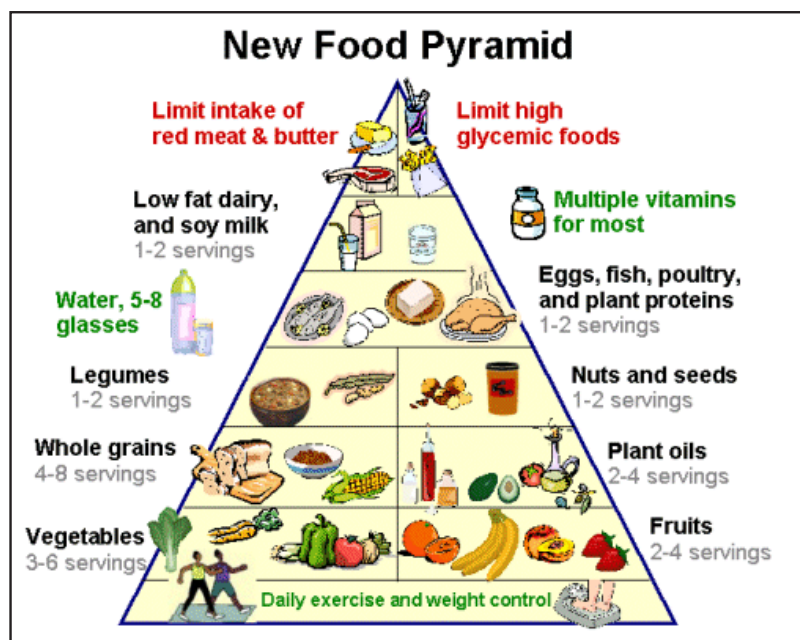 New Food Pyramid
Limit intake of
red meat & butter
Limit high
glycemic foods
Low fat dairy,
and soy milk
1-2 servings
Multiple vitamins
for most
Water, 5-8
glasses
Eggs, fish, poultry,
and plant proteins
1-2 servings
Legumes
1-2 servings
Nuts and seeds
1-2 servings
Whole grains
4-8 servings
Plant oils
2-4 servings
Vegetables
3-6 servings
Fruits
2-4 servings
Daily exercise and weight control